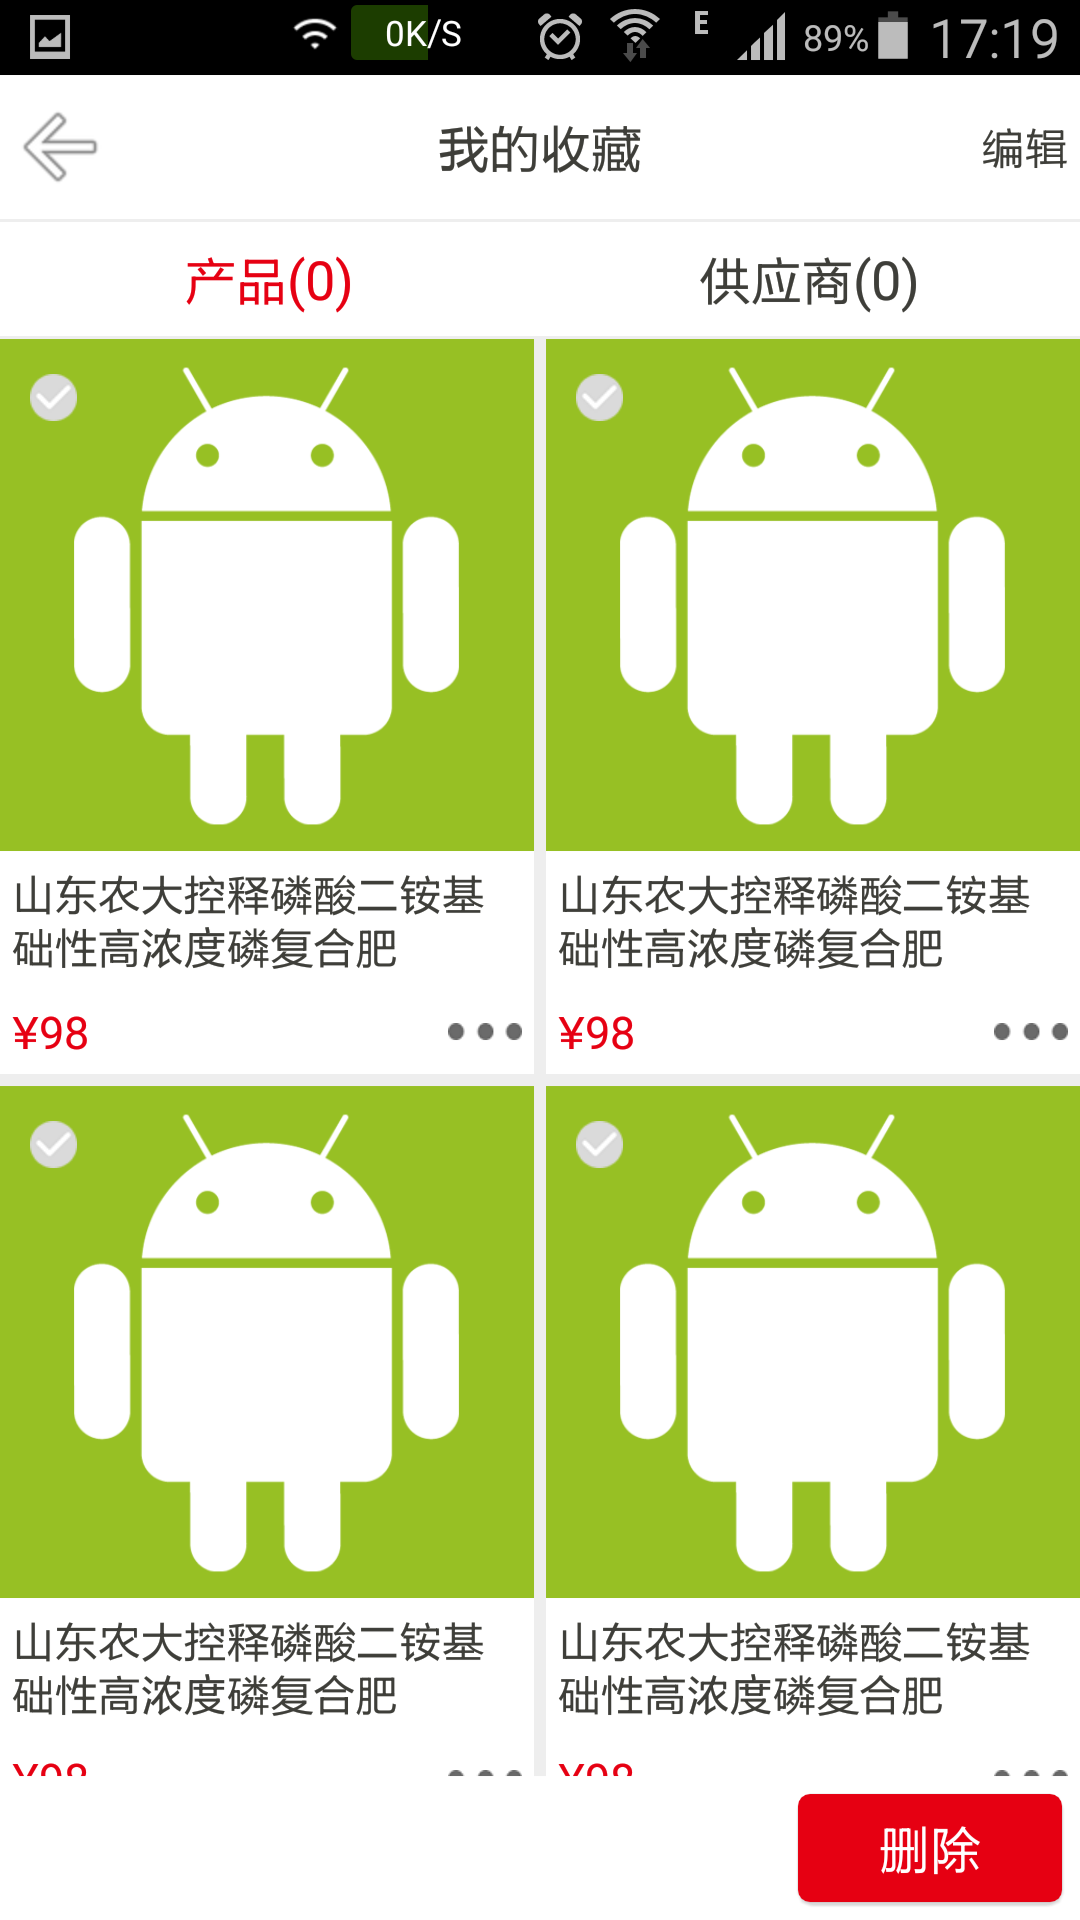 0K/S
E
89%
17:19
我的收藏
编辑
产品(0)
供应商(0)
山东农大控释磷酸二铵基
础性高浓度磷复合肥
¥98
山东农大控释磷酸二铵基
础性高浓度磷复合肥
¥98
山东农大控释磷酸二铵基
础性高浓度磷复合肥
¥98
山东农大控释磷酸二铵基
础性高浓度磷复合肥
¥98
删除